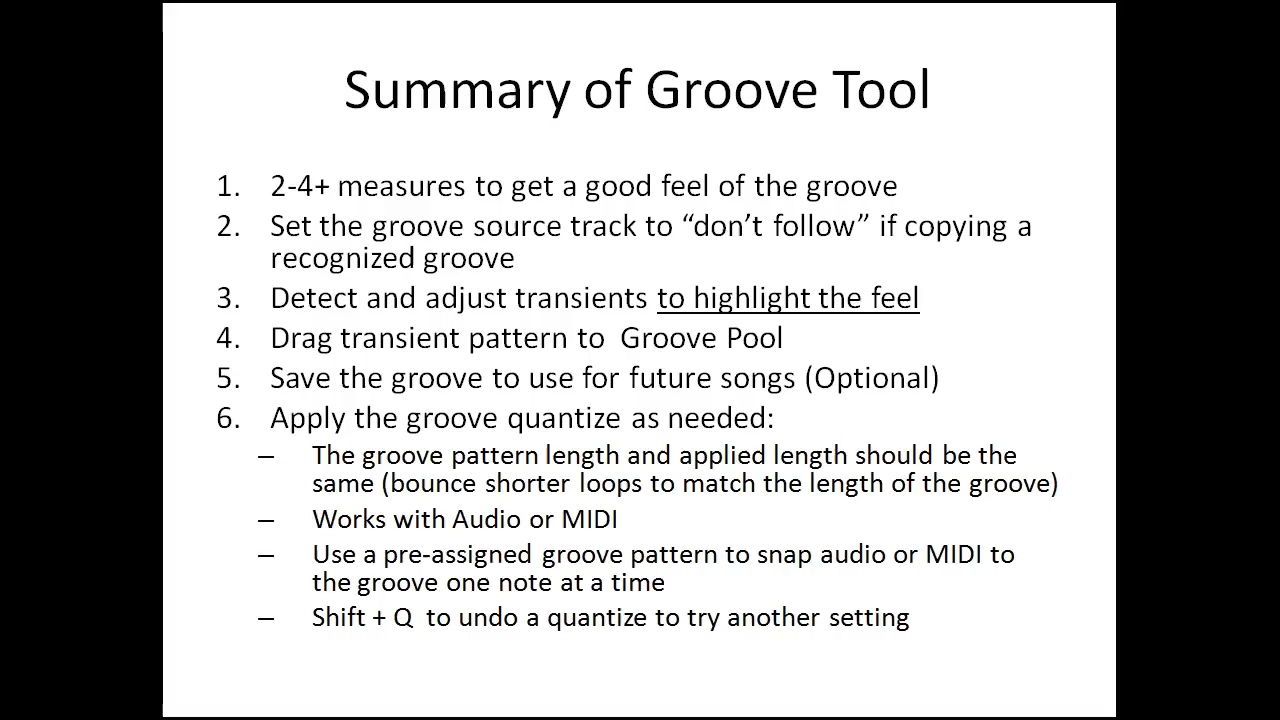 Summary of Groove Tool
1. 2-4+ measures to get a good feel of the groove
2. Set the groove source track to “don’t follow” if copying a
recognized groove
3. Detect and adjust transients to highlight the feel
4. Drag transient pattern to  Groove Pool
5. Save the groove to use for future songs (Optional)
6. Apply the groove quantize as needed:
– The groove pattern length and applied length should be the
same (bounce shorter loops to match the length of the groove)
– Works with Audio or MIDI
– Use a pre-assigned groove pattern to snap audio or MIDI to
the groove one note at a time
– Shift + Q  to undo a quantize to try another setting